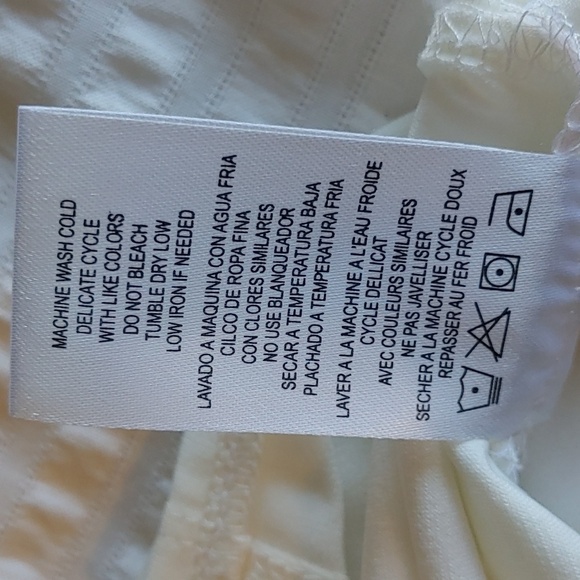 MACHINE WASH COLD
DELICATE CYCLE
WITH LIKE COLORS
DO NOT BLEACH
TUMBLE DRY LOW
LOW IRON IF NEEDED
LAVADO A MAQUINA CON AGUA FRIA
CILCO DE ROPA FINA
CON CLORES SIMILARES
NO USE BLANQUEADOR
SECAR A TEMPERATURA BAJA
PLACHADO A TEMPERATURA FRIA
LAVER A LA MACHINE A L'EAU FROIDE
CYCLE DELLICAT
AVEC COULEURS SIMILAIRES
NE PAS JAVELLISER
SECHER A LA MACHINE CYCLE DOUX
REPASSER AU FER FROID